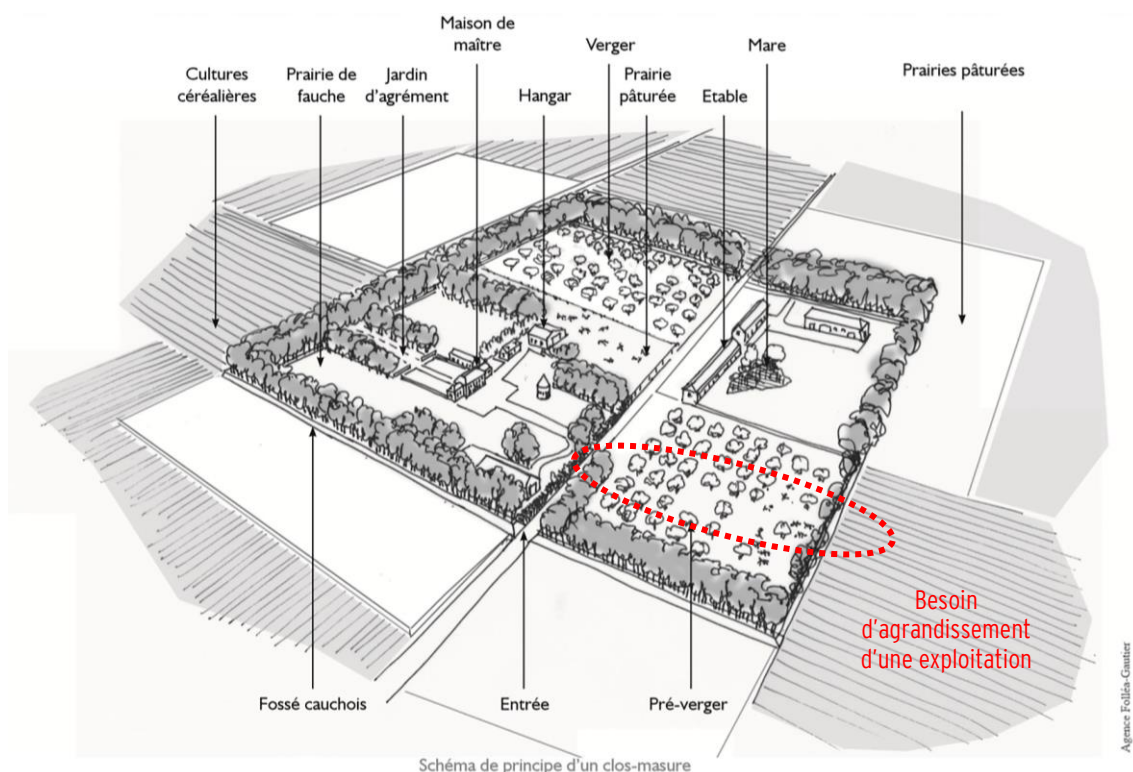 Cultures
céréalières
Prairie de
fauche
Jardin
d'agrément
Maison de
maître
Hangar
Verger
Prairie
pâturée
Etable
Mare
Prairies pâturées
Besoin
d'agrandissement
d'une exploitation
Fossé cauchois
Entrée
Pré-verger
Agence Folléa-Gautier
Schéma de principe d'un clos-masure